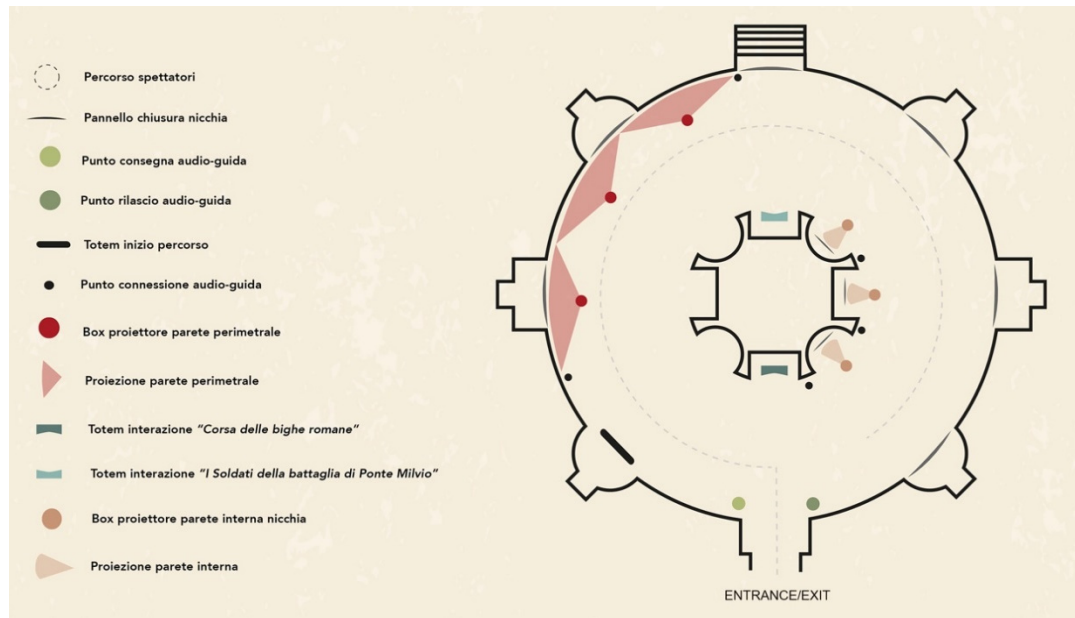 Percorso spettatori
Pannello chiusura nicchia
Punto consegna audio-guida
Punto rilascio audio-guida
Totem inizio percorso
Punto connessione audio-guida
Box proiettore parete perimetrale
Proiezione parete perimetrale
Totem interazione "Corsa delle bighe romane"
Totem interazione "I Soldati della battaglia di Ponte Milvio"
Box proiettore parete interna nicchia
Proiezione parete interna
ENTRANCE/EXIT